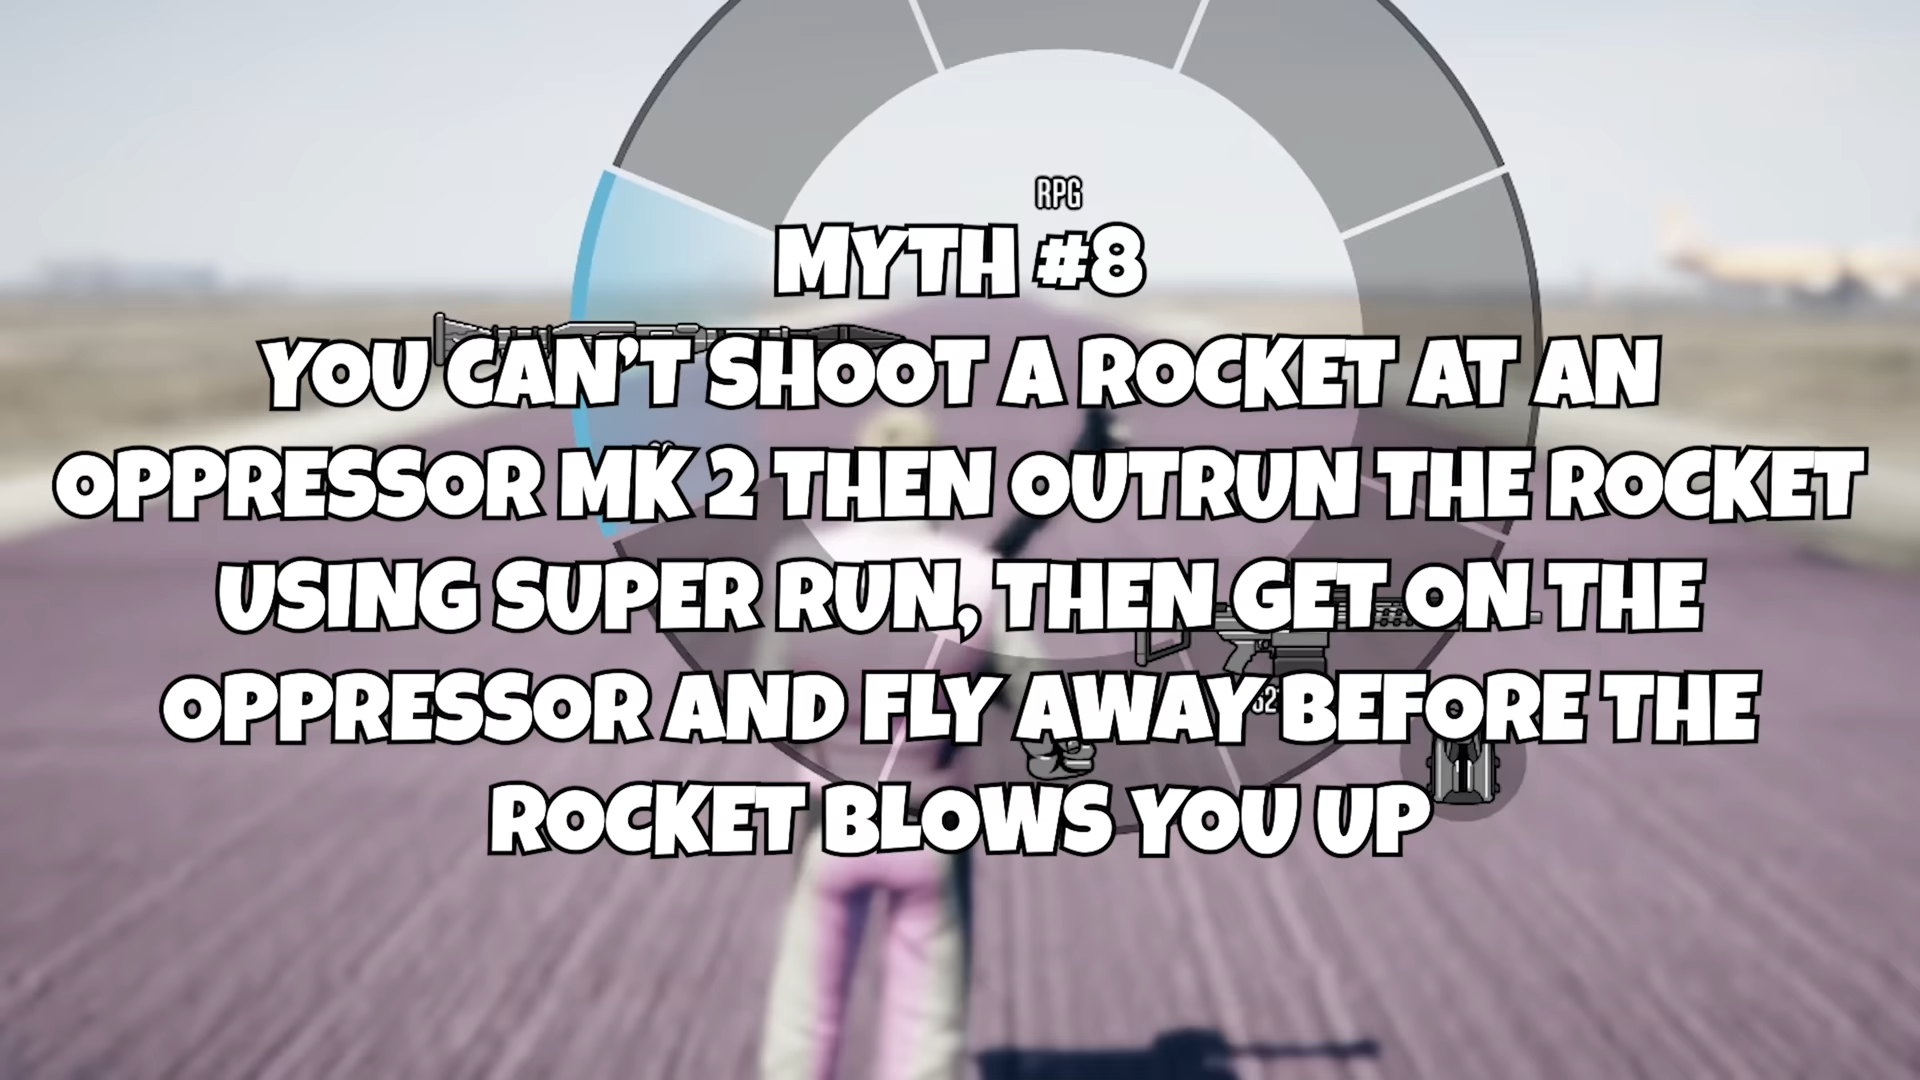 RPG
MYTH #8
YOU CAN'T SHOOT A ROCKET AT AN
OPPRESSOR MK 2 THEN OUTRUN THE ROCKET
USING SUPER RUN, THEN GET ON THE
OPPRESSOR AND FLY AWAY BEFORE THE
ROCKET BLOWS YOU UP